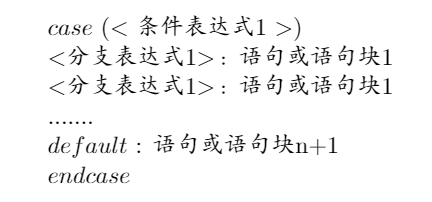 case (< 条件表达式1 >)
<分支表达式1>: 语句或语句块1
<分支表达式1>: 语句或语句块1
.......
default : 语句或语句块n+1
endcase